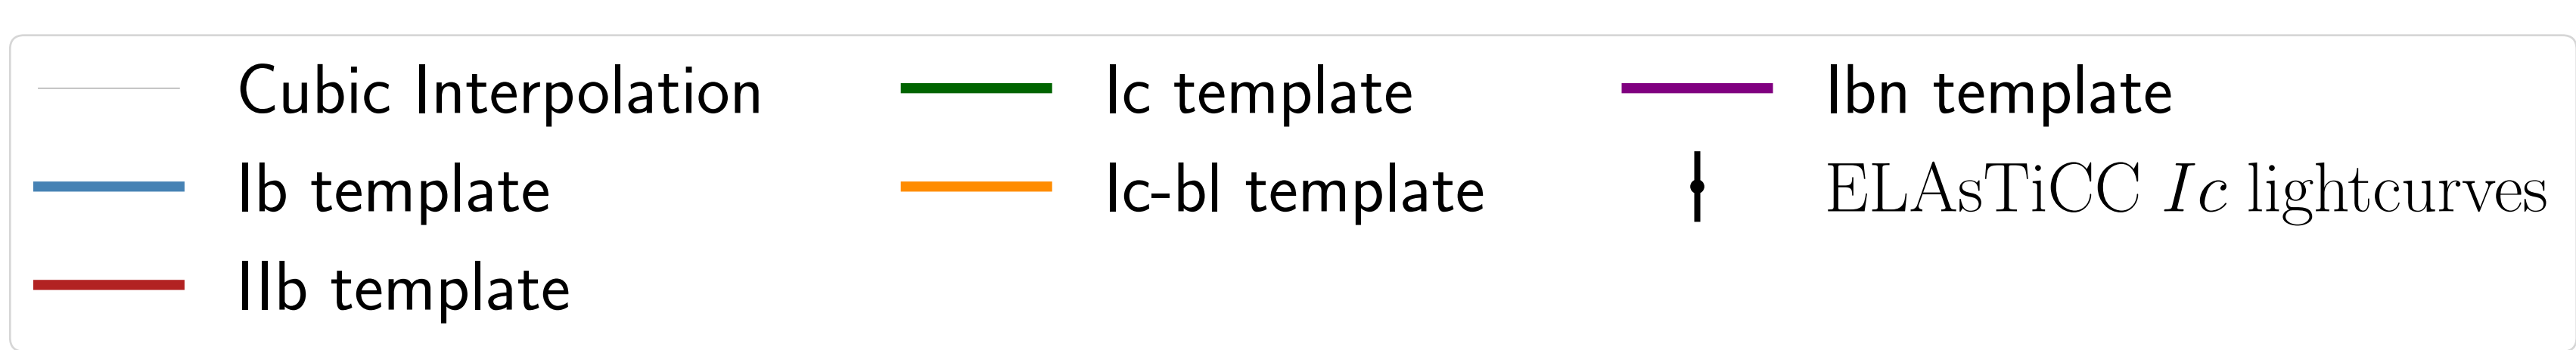 Cubic Interpolation
Ib template
IIb template
Ic template
Ic-bl template
Ibn template
ELAsTiCC Ic lightcurves